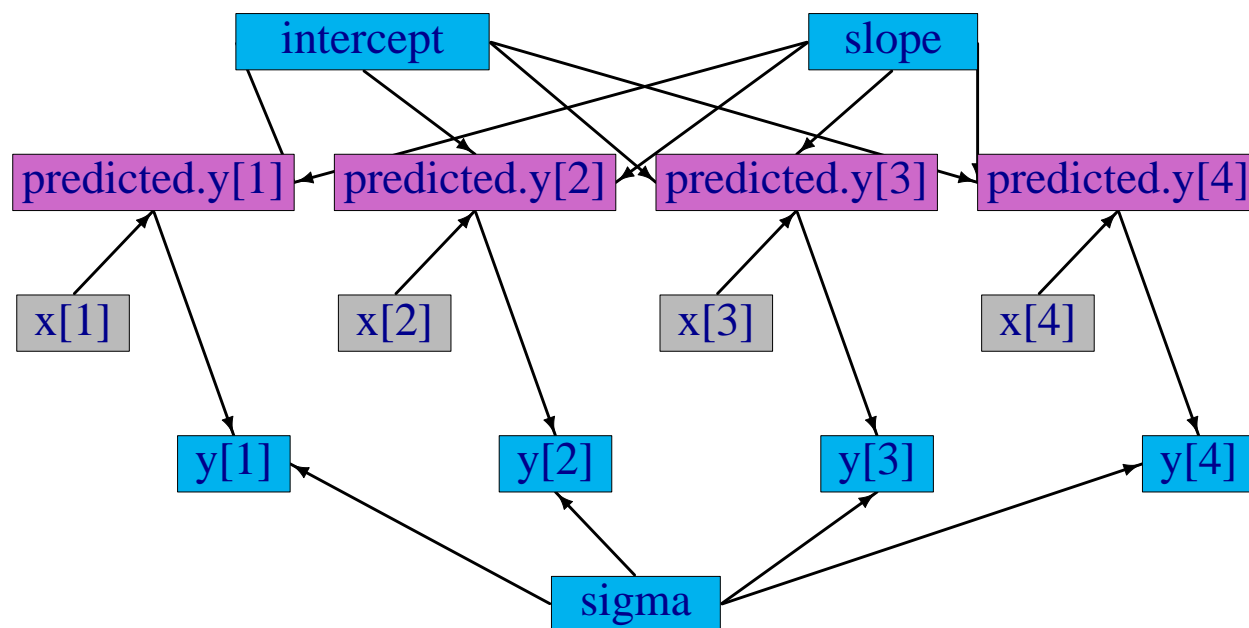 intercept
slope
predicted.y[1]
predicted.y[2]
predicted.y[3]
predicted.y[4]
x[1]
x[2]
x[3]
x[4]
y[1]
y[2]
y[3]
y[4]
sigma